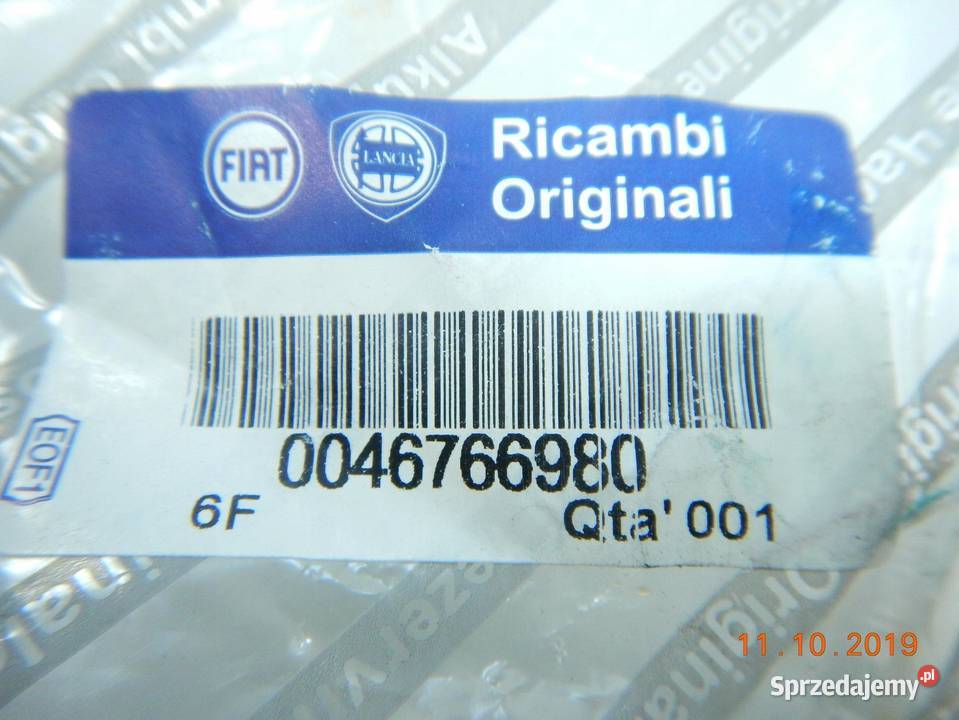 FIAT
LANCIA
Ricambi
Originali
0046766980
6F
Qta' 001
EOF1
11.10.2019
Sprzedajemy.pl